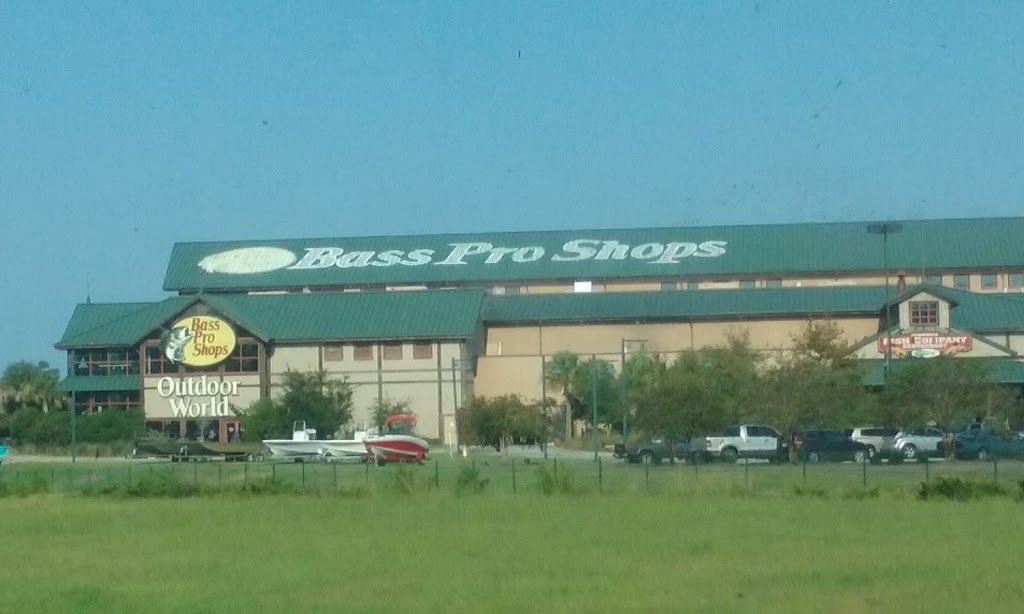 Bass Pro Shops
Bass
Pro
Shops
Outdoor
World
FISH COMPANY